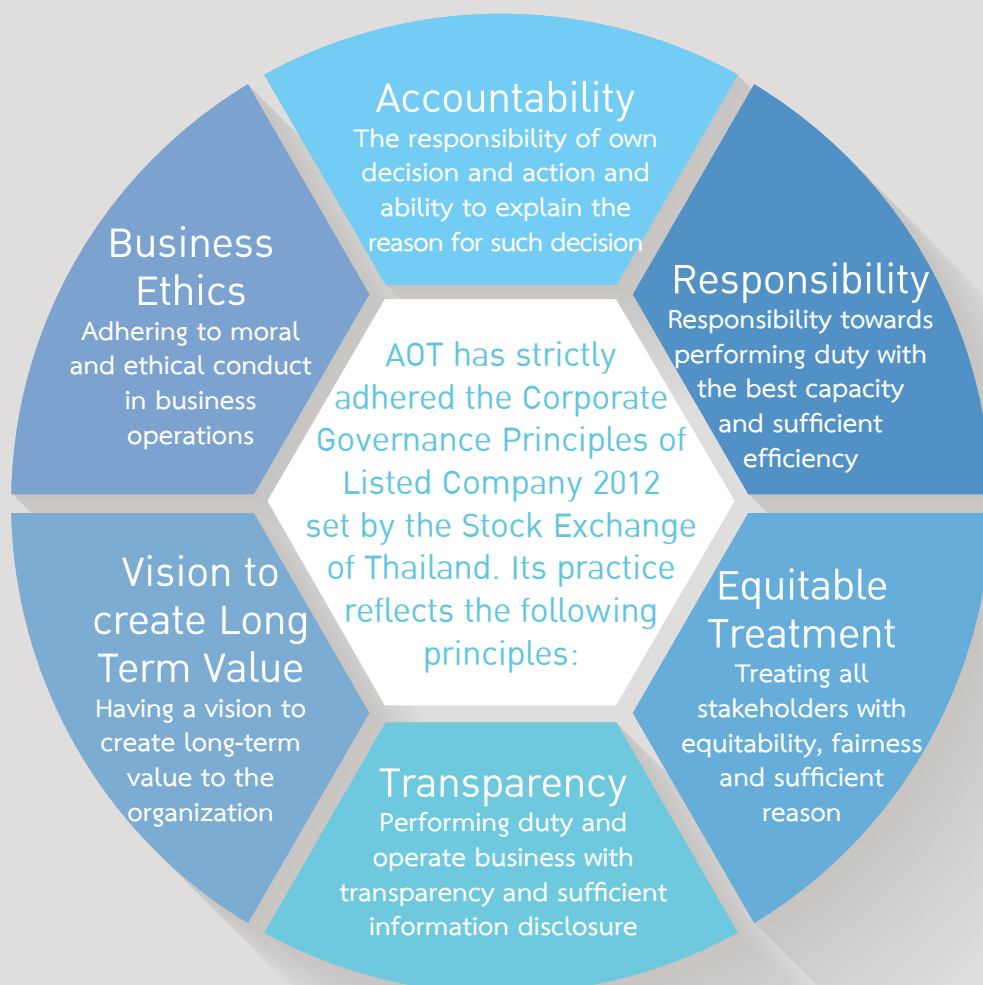 Accountability
The responsibility of own
decision and action and
ability to explain the
reason for such decision
Responsibility
Responsibility towards
performing duty with
the best capacity
and sufficient
efficiency
Equitable
Treatment
Treating all
stakeholders with
equitability, fairness
and sufficient
reason
Transparency
Performing duty and
operate business with
transparency and sufficient
information disclosure
Vision to
create Long
Term Value
Having a vision to
create long-term
value to the
organization
Business
Ethics
Adhering to moral
and ethical conduct
in business
operations
AOT has strictly
adhered the Corporate
Governance Principles of
Listed Company 2012
set by the Stock Exchange
of Thailand. Its practice
reflects the following
principles: